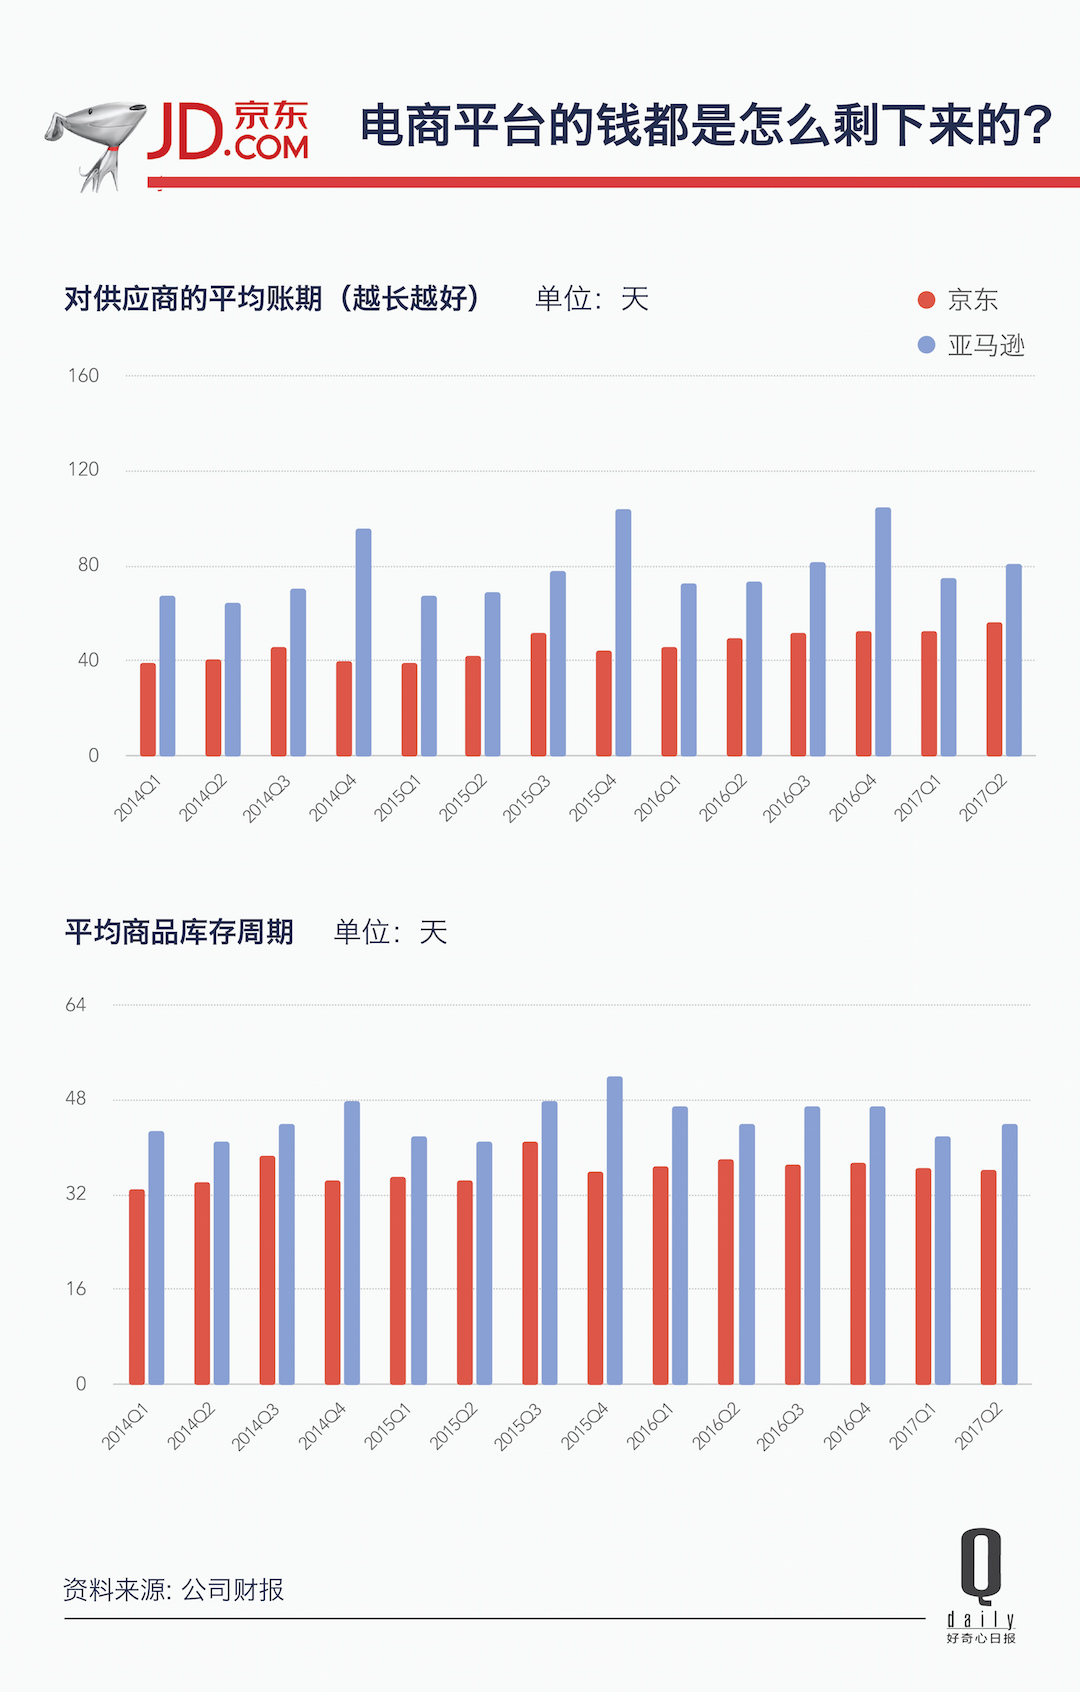 JD.COM 京东
电商平台的钱都是怎么剩下来的?
对供应商的平均账期（越长越好） 单位：天
京东
亚马逊
160
120
80
40
0
2014Q1 2014Q2 2014Q3 2014Q4 2015Q1 2015Q2 2015Q3 2015Q4 2016Q1 2016Q2 2016Q3 2016Q4 2017Q1 2017Q2
平均商品库存周期 单位：天
64
48
32
16
0
2014Q1 2014Q2 2014Q3 2014Q4 2015Q1 2015Q2 2015Q3 2015Q4 2016Q1 2016Q2 2016Q3 2016Q4 2017Q1 2017Q2
资料来源: 公司财报
Q
daily
好奇心日报